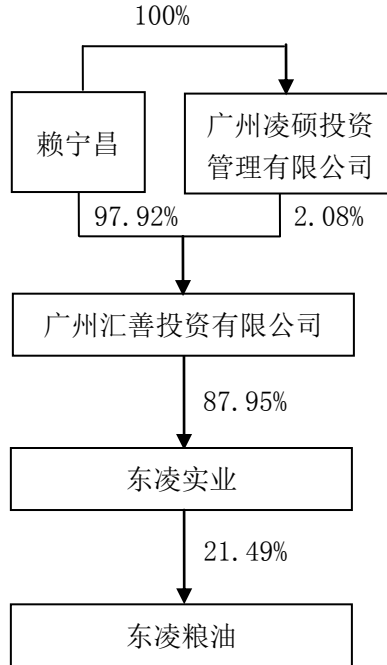 100%
赖宁昌
广州凌硕投资
管理有限公司
97.92%
2.08%
广州汇善投资有限公司
87.95%
东凌实业
21.49%
东凌粮油